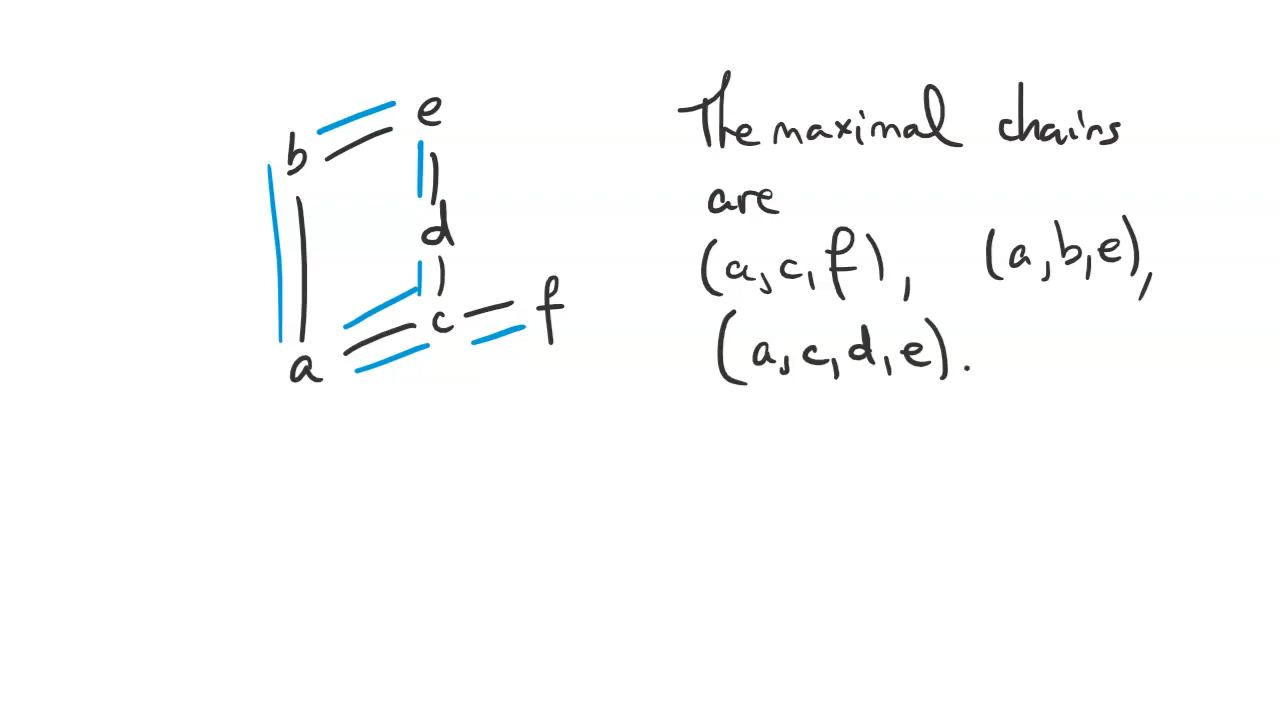 e
b
d
f
c
a
The maximal chains
are
(a, c, f), (a, b, e),
(a, c, d, e).